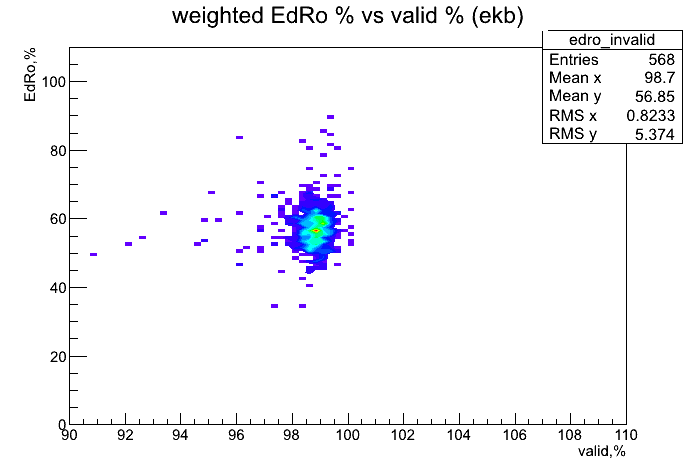 weighted EdRo % vs valid % (ekb)
edro_invalid
Entries 568
Mean x 98.7
Mean y 56.85
RMS x 0.8233
RMS y 5.374
EdRo,%
100
80
60
40
20
0
90 92 94 96 98 100 102 104 106 108 110
valid,%